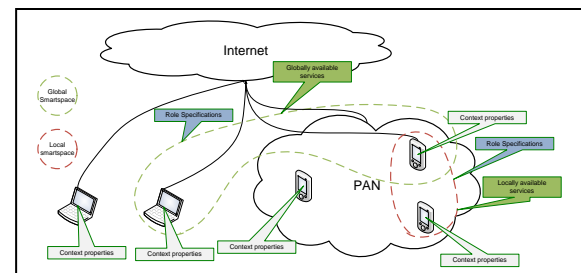 Internet
Globally available
services
Global
Smartspace
Role Specifications
Context properties
Local
smartspace
Role Specifications
PAN
Locally available
services
Context properties
Context properties
Context properties
Context properties